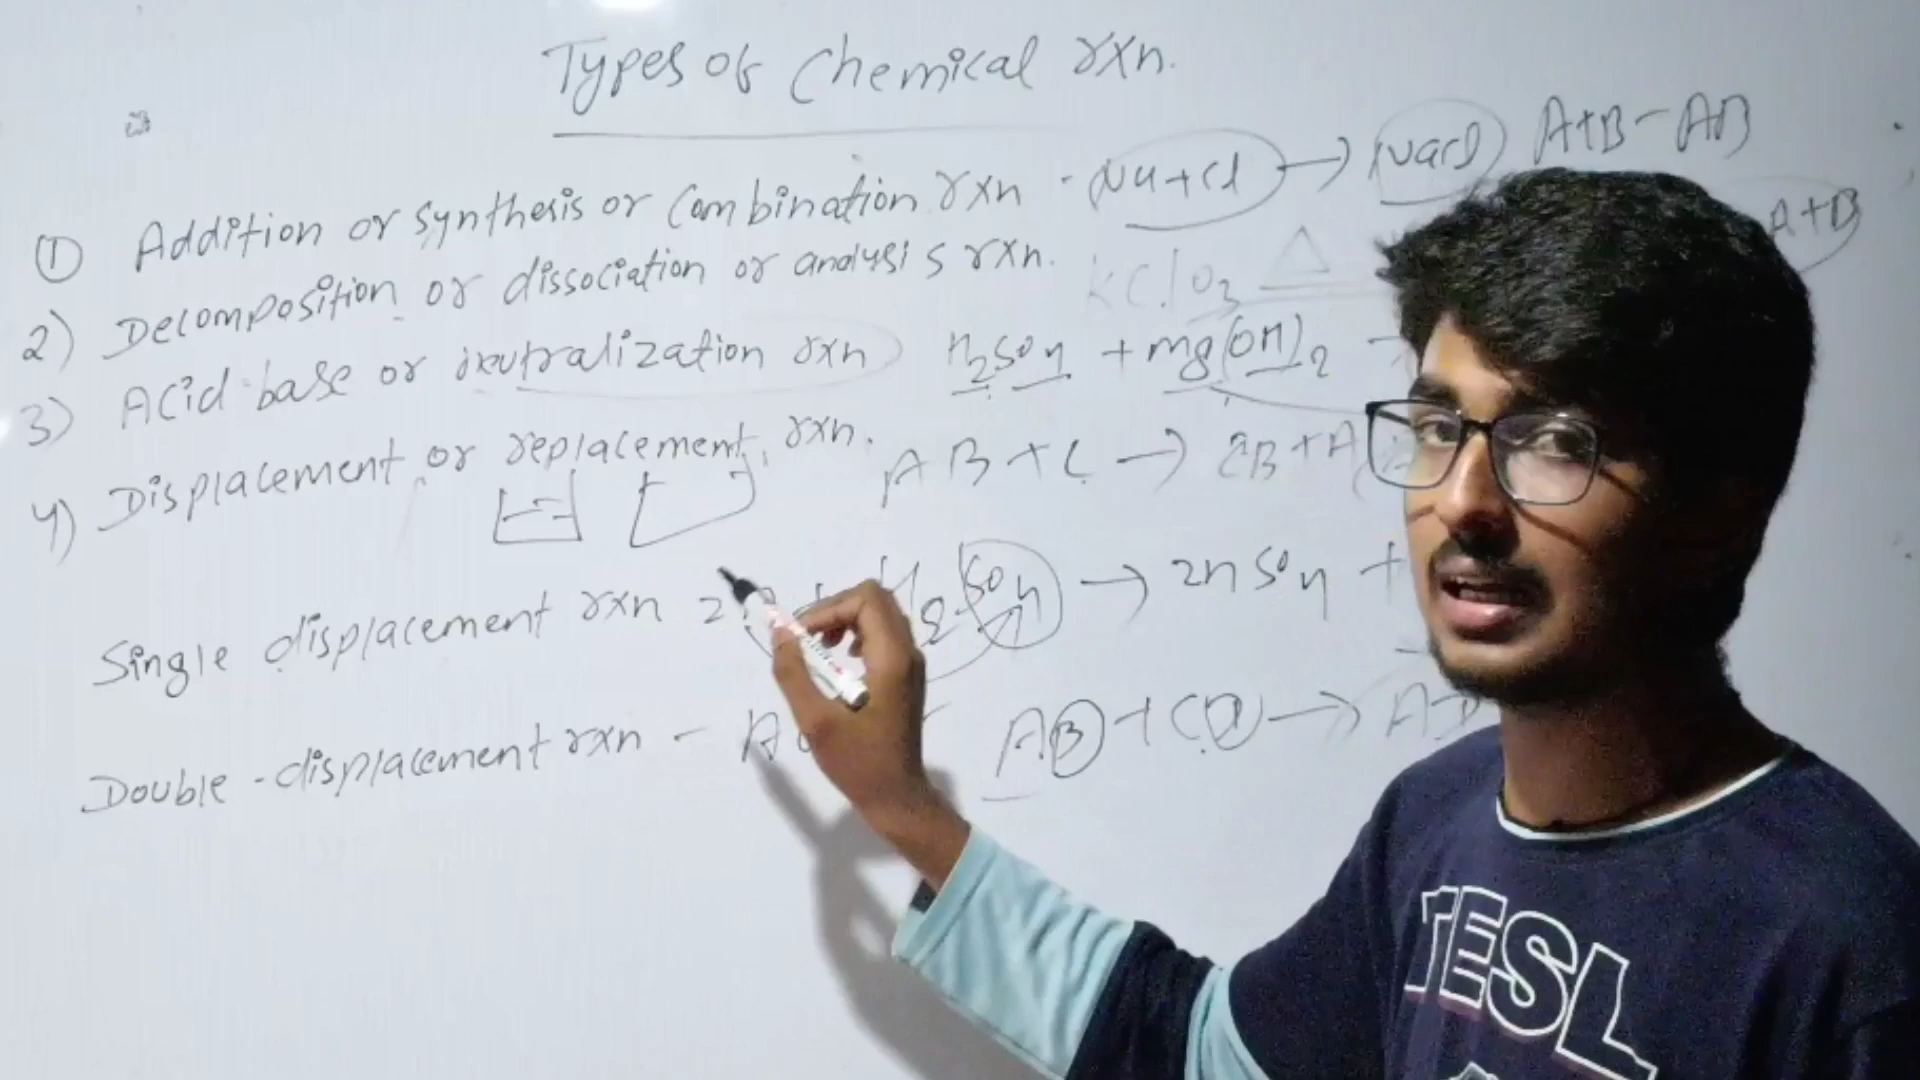 Types of Chemical rxn.
① Addition or synthesis or Combination rxn - Na+Cl → NaCl A+B - AB
2) Decomposition or dissociation or analysis rxn. KClO3 △ A+B
3) Acid base or neutralization rxn H2SO4 + mg(OH)2 →
4) Displacement or replacement rxn. AB+C → CB+A
Single displacement rxn + H2SO4 → ZnSO4 +
Double-displacement rxn - AB + CD → AD
TESL